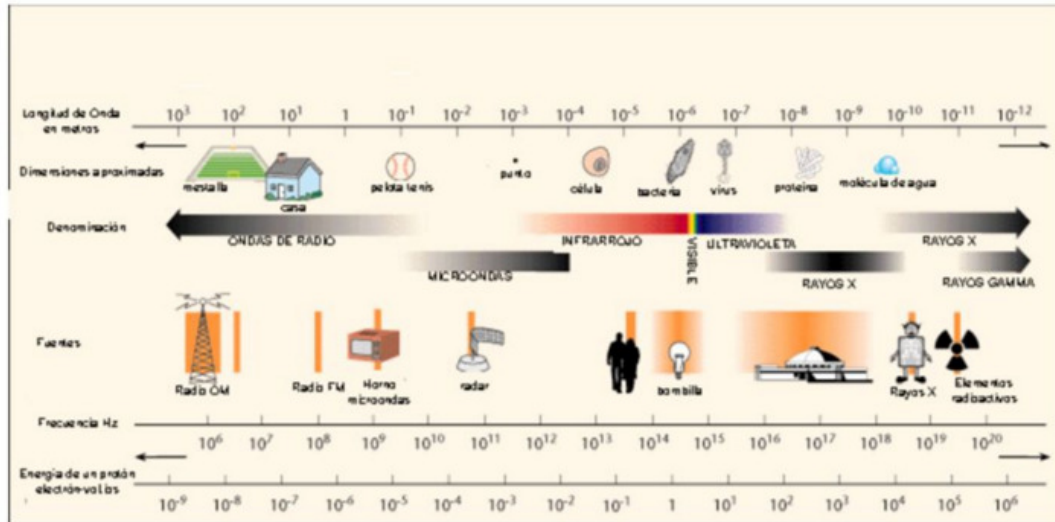 Longitud de Onda
en metros
10³ 10² 10¹ 1 10⁻¹ 10⁻² 10⁻³ 10⁻⁴ 10⁻⁵ 10⁻⁶ 10⁻⁷ 10⁻⁸ 10⁻⁹ 10⁻¹⁰ 10⁻¹¹ 10⁻¹²
Dimensiones aproximadas
mestalla
casa
pelota tenis
punto
célula
bacteria
virus
proteina
molécula de agua
Denominación
ONDAS DE RADIO
INFRARROJO
VISIBLE
ULTRAVIOLETA
RAYOS X
MICROONDAS
RAYOS X
RAYOS GAMMA
Fuentes
Radio OM
Radio FM
Horno
microondas
radar
bombilla
Rayos X
Elementos
radioactivos
Frecuencia Hz
10⁶ 10⁷ 10⁸ 10⁹ 10¹⁰ 10¹¹ 10¹² 10¹³ 10¹⁴ 10¹⁵ 10¹⁶ 10¹⁷ 10¹⁸ 10¹⁹ 10²⁰
Energía de un protón
electrón-voltios
10⁻⁹ 10⁻⁸ 10⁻⁶ 10⁻⁵ 10⁻⁴ 10⁻³ 10⁻² 10⁻¹ 1 10¹ 10² 10³ 10⁴ 10⁵ 10⁶